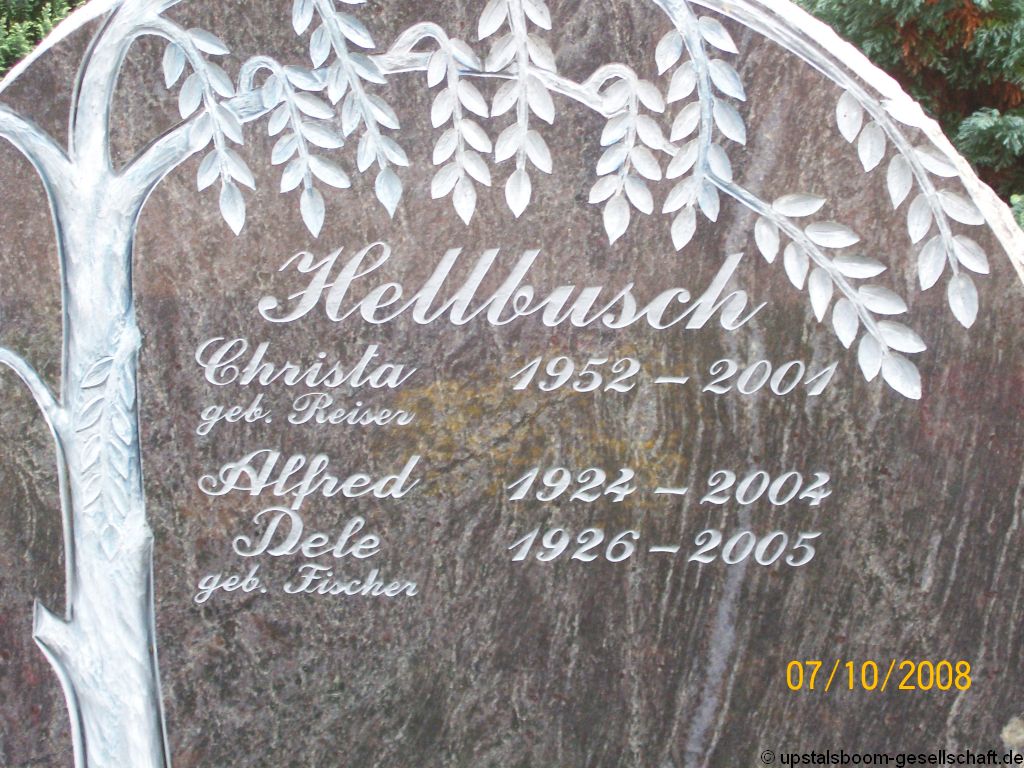 Hellbusch
Christa 1952 – 2001
geb. Reiser
Alfred 1924 – 2004
Dele 1926 – 2005
geb. Fischer
07/10/2008
© upstalsboom-gesellschaft.de